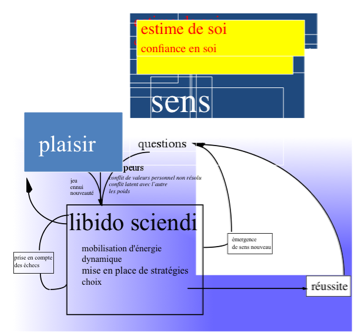 estime de soi
confiance en soi
sens
plaisir
questions
peurs
jeu
ennui
nouveauté
conflit de valeurs personnel non résolu
conflit latent avec l'autre
les poids
libido sciendi
mobilisation d'énergie
dynamique
mise en place de stratégies
choix
prise en compte
des échecs
émergence
de sens nouveau
réussite